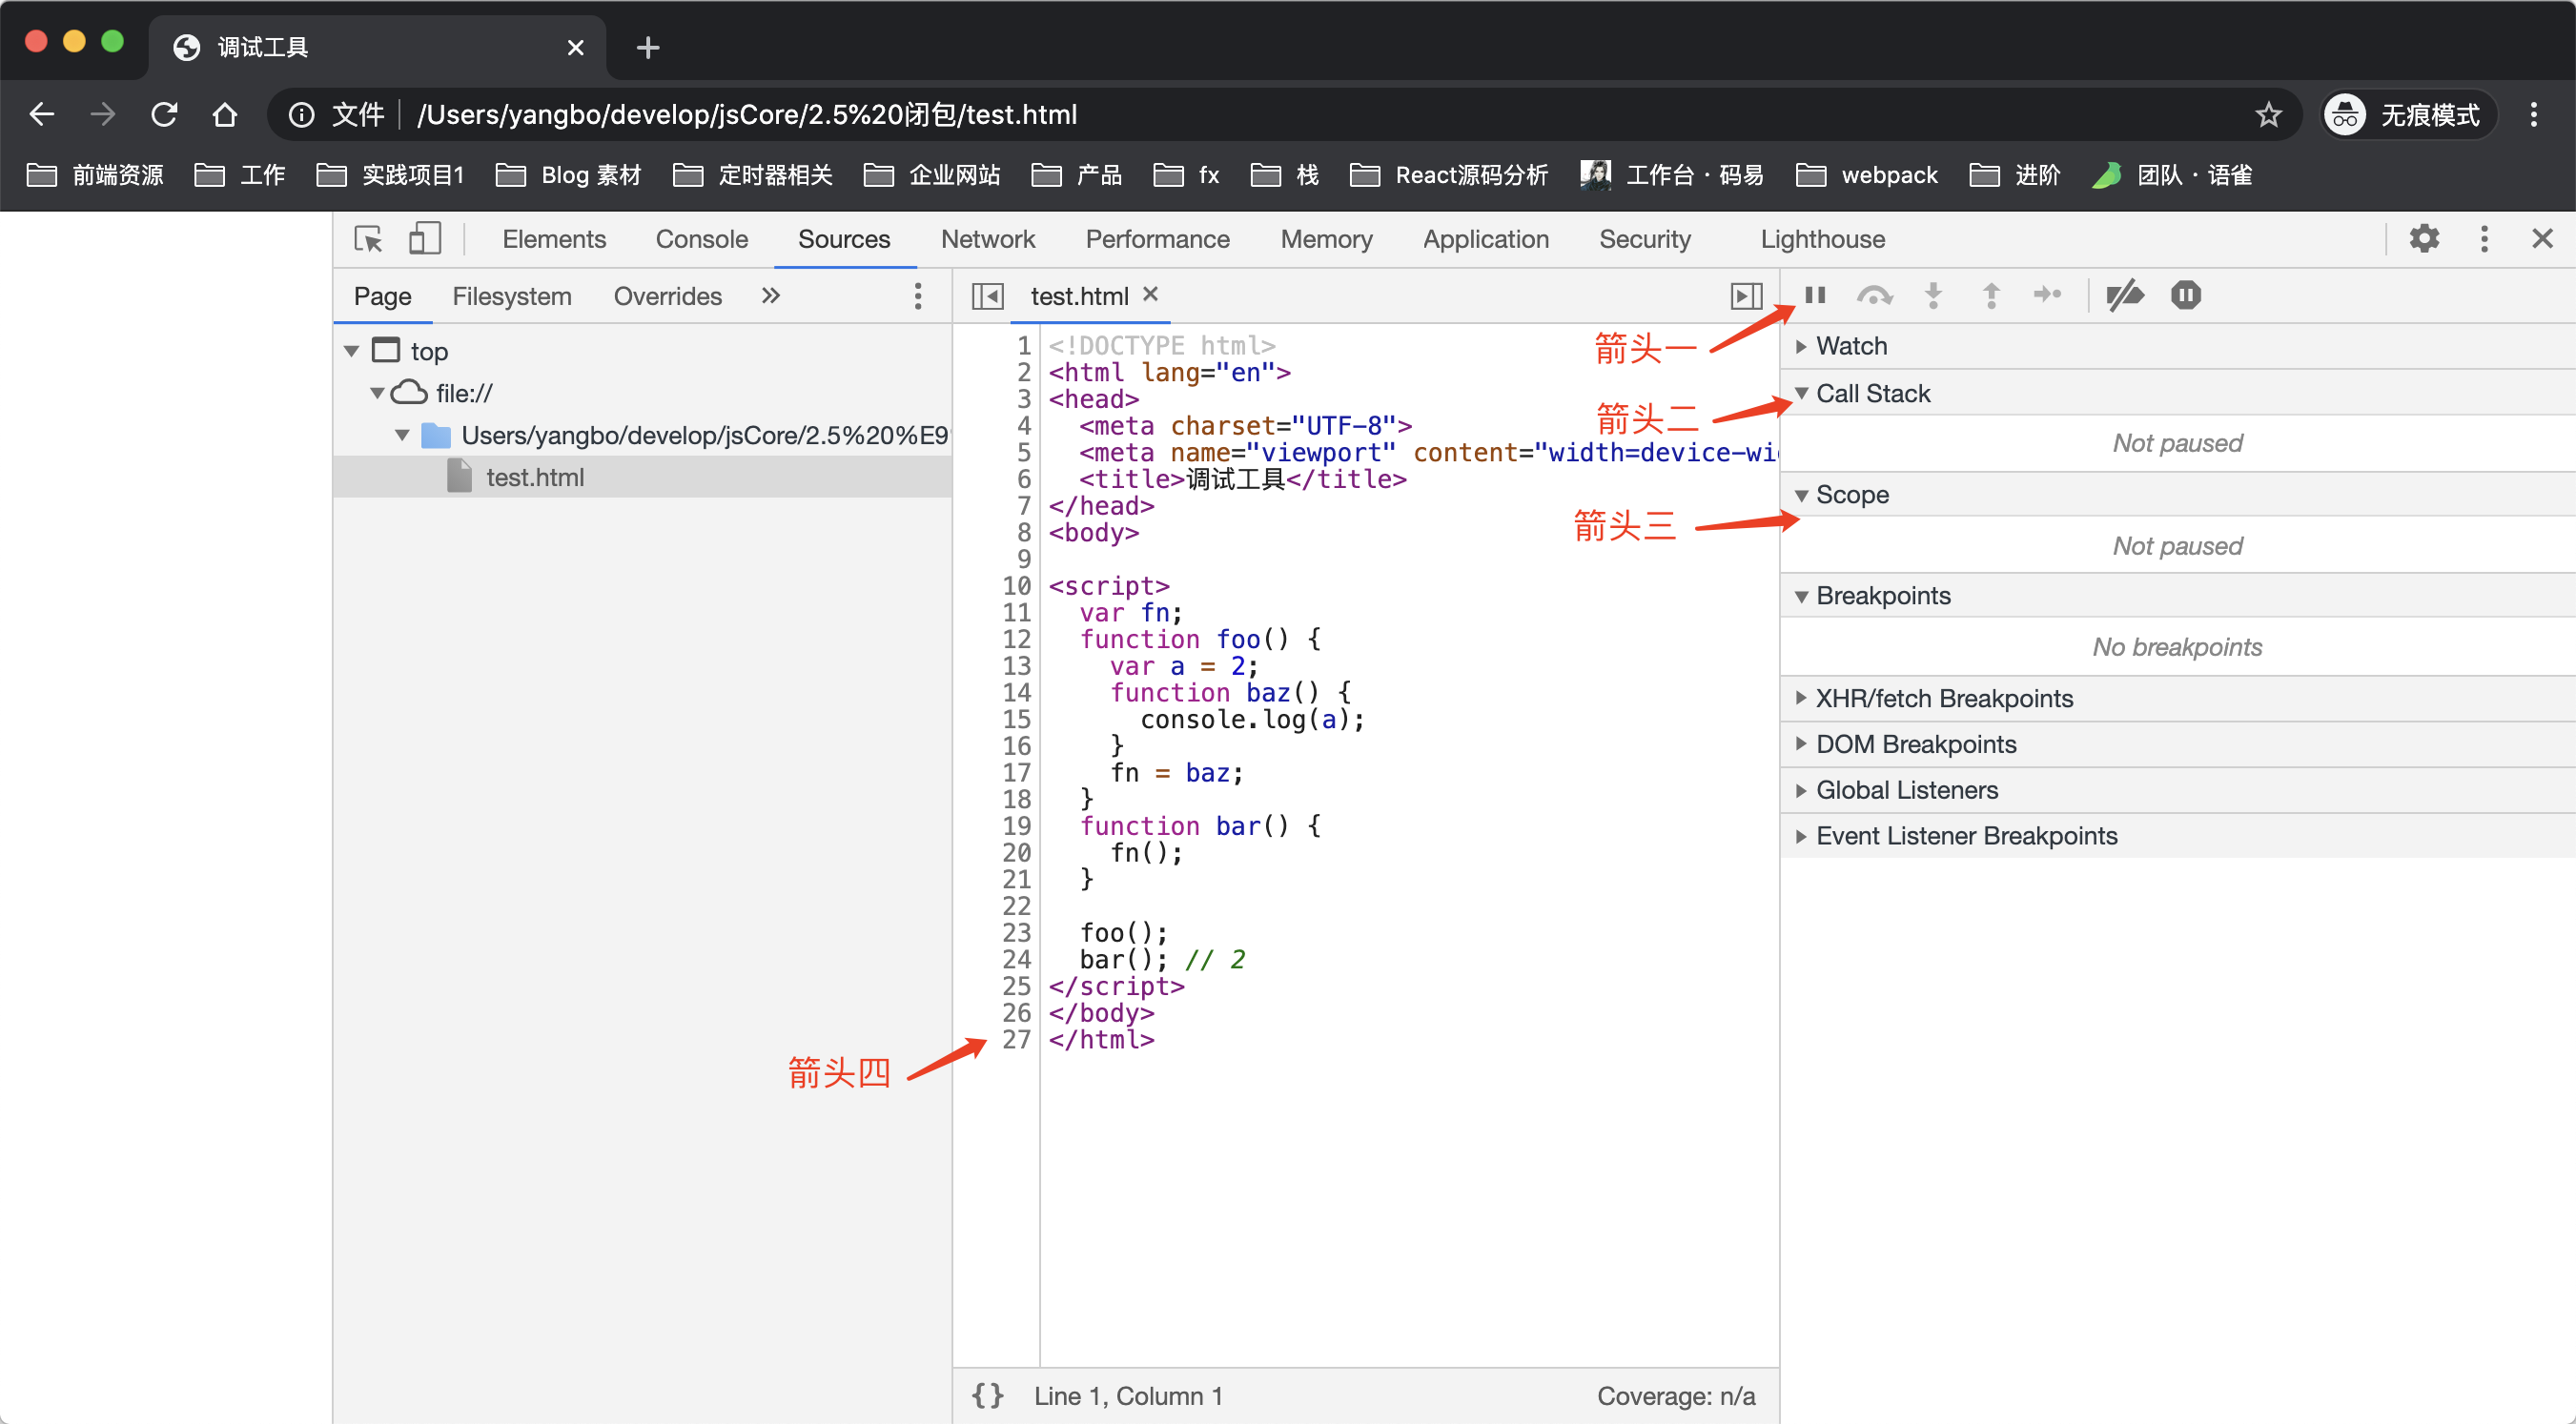 调试工具
文件 /Users/yangbo/develop/jsCore/2.5%20闭包/test.html 无痕模式
前端资源 工作 实践项目1 Blog 素材 定时器相关 企业网站 产品 fx 栈 React源码分析 工作台 · 码易 webpack 进阶 团队 · 语雀
Elements Console Sources Network Performance Memory Application Security Lighthouse
Page Filesystem Overrides
top
file://
Users/yangbo/develop/jsCore/2.5%20%E9
test.html
test.html
1 <!DOCTYPE html>
2 <html lang="en">
3 <head>
4 <meta charset="UTF-8">
5 <meta name="viewport" content="width=device-wi
6 <title>调试工具</title>
7 </head>
8 <body>
9
10 <script>
11 var fn;
12 function foo() {
13 var a = 2;
14 function baz() {
15 console.log(a);
16 }
17 fn = baz;
18 }
19 function bar() {
20 fn();
21 }
22
23 foo();
24 bar(); // 2
25 </script>
26 </body>
27 </html>
箭头一
箭头二
箭头三
箭头四
{} Line 1, Column 1 Coverage: n/a
Watch
Call Stack
Not paused
Scope
Not paused
Breakpoints
No breakpoints
XHR/fetch Breakpoints
DOM Breakpoints
Global Listeners
Event Listener Breakpoints